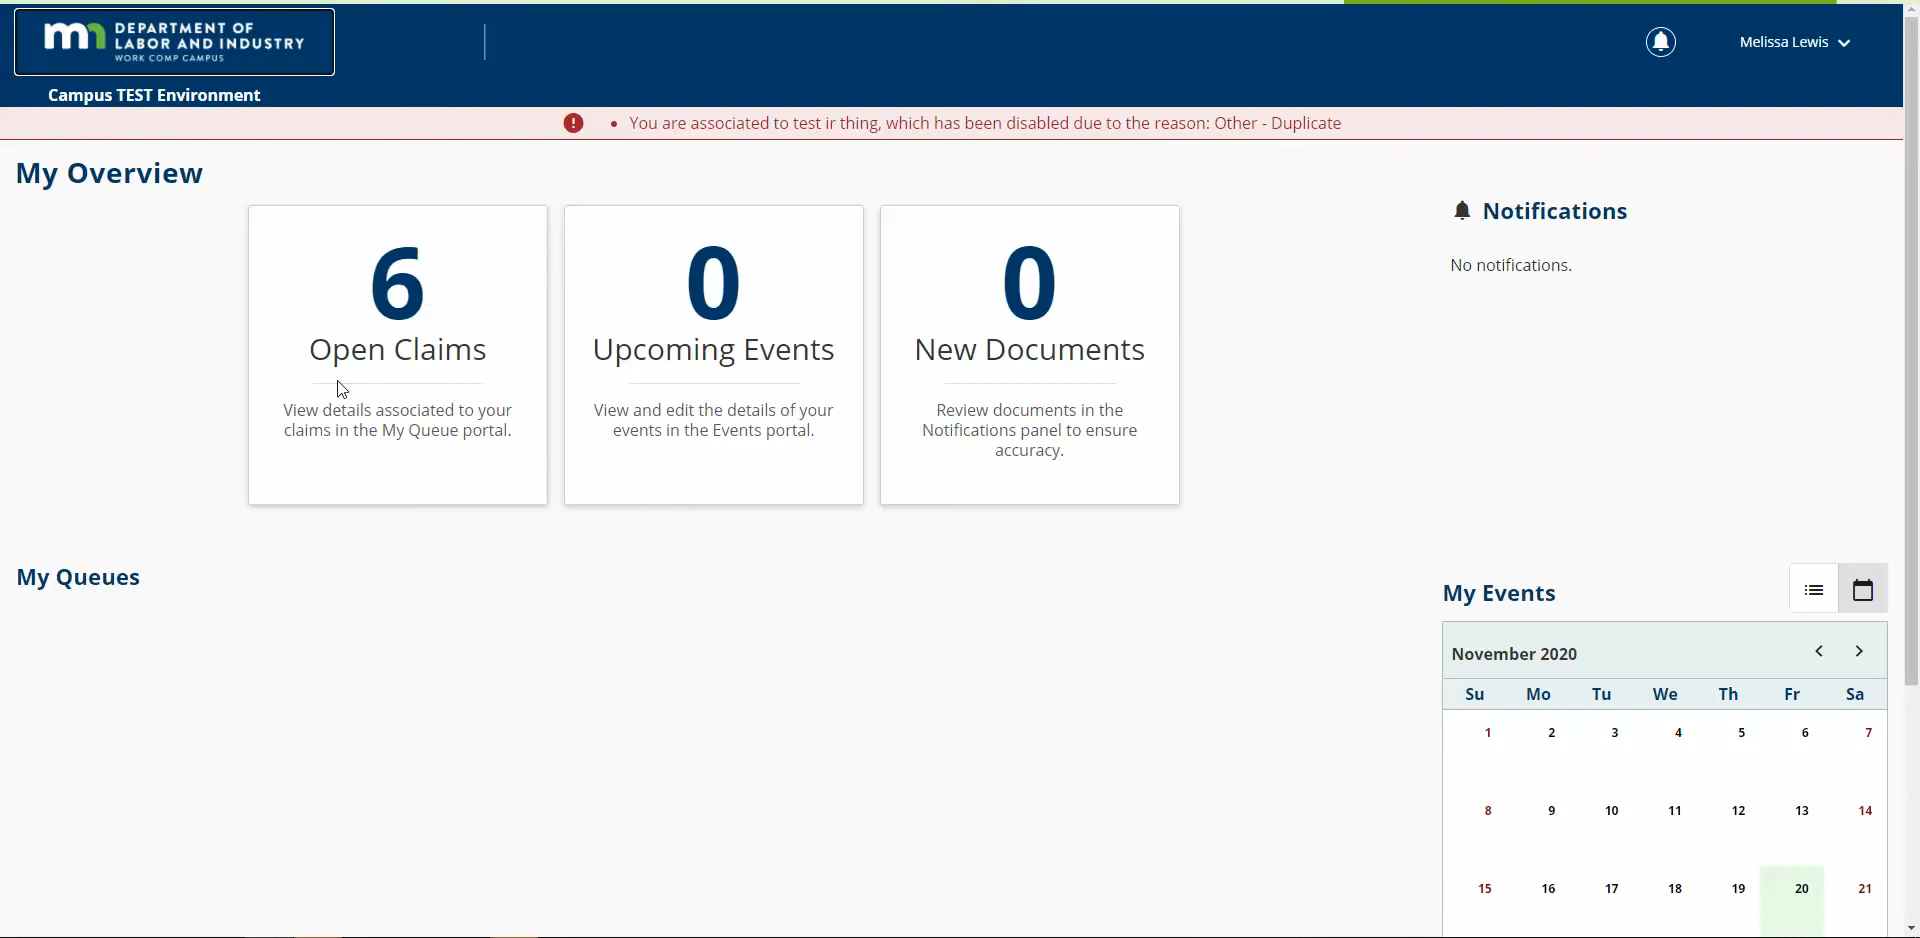 mn DEPARTMENT OF
LABOR AND INDUSTRY
WORK COMP CAMPUS
Melissa Lewis
Campus TEST Environment
• You are associated to test ir thing, which has been disabled due to the reason: Other - Duplicate
My Overview
6
Open Claims
View details associated to your
claims in the My Queue portal.
0
Upcoming Events
View and edit the details of your
events in the Events portal.
0
New Documents
Review documents in the
Notifications panel to ensure
accuracy.
Notifications
No notifications.
My Queues
My Events
November 2020
Su Mo Tu We Th Fr Sa
1 2 3 4 5 6 7
8 9 10 11 12 13 14
15 16 17 18 19 20 21